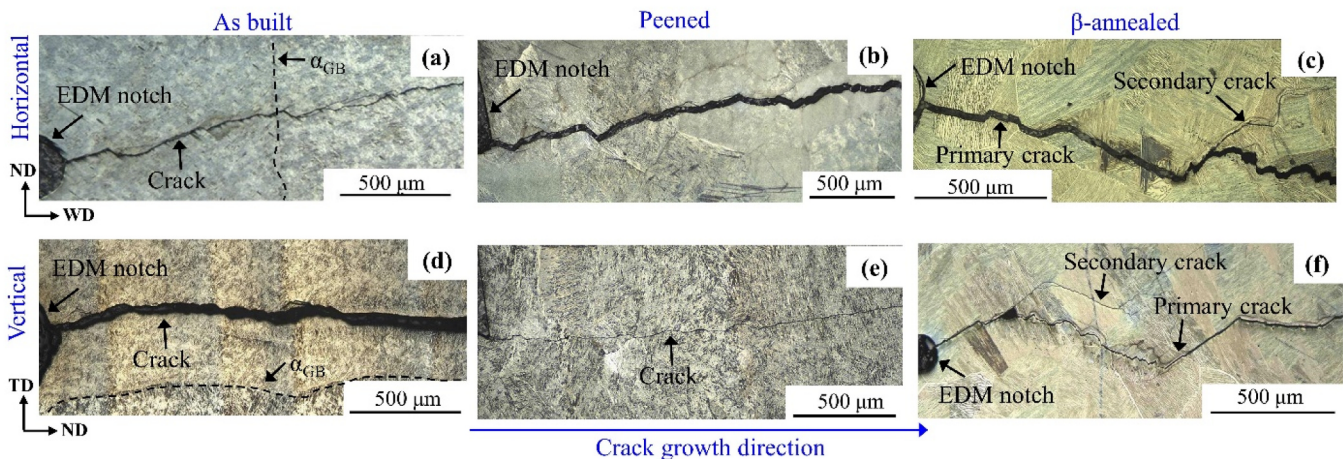 As built
Peened
β-annealed
Horizontal
(a)
αGB
EDM notch
Crack
500 μm
ND
WD
(b)
EDM notch
500 μm
(c)
EDM notch
Secondary crack
Primary crack
500 μm
Vertical
(d)
EDM notch
Crack
αGB
500 μm
TD
ND
(e)
Crack
500 μm
(f)
Secondary crack
Primary crack
EDM notch
500 μm
Crack growth direction